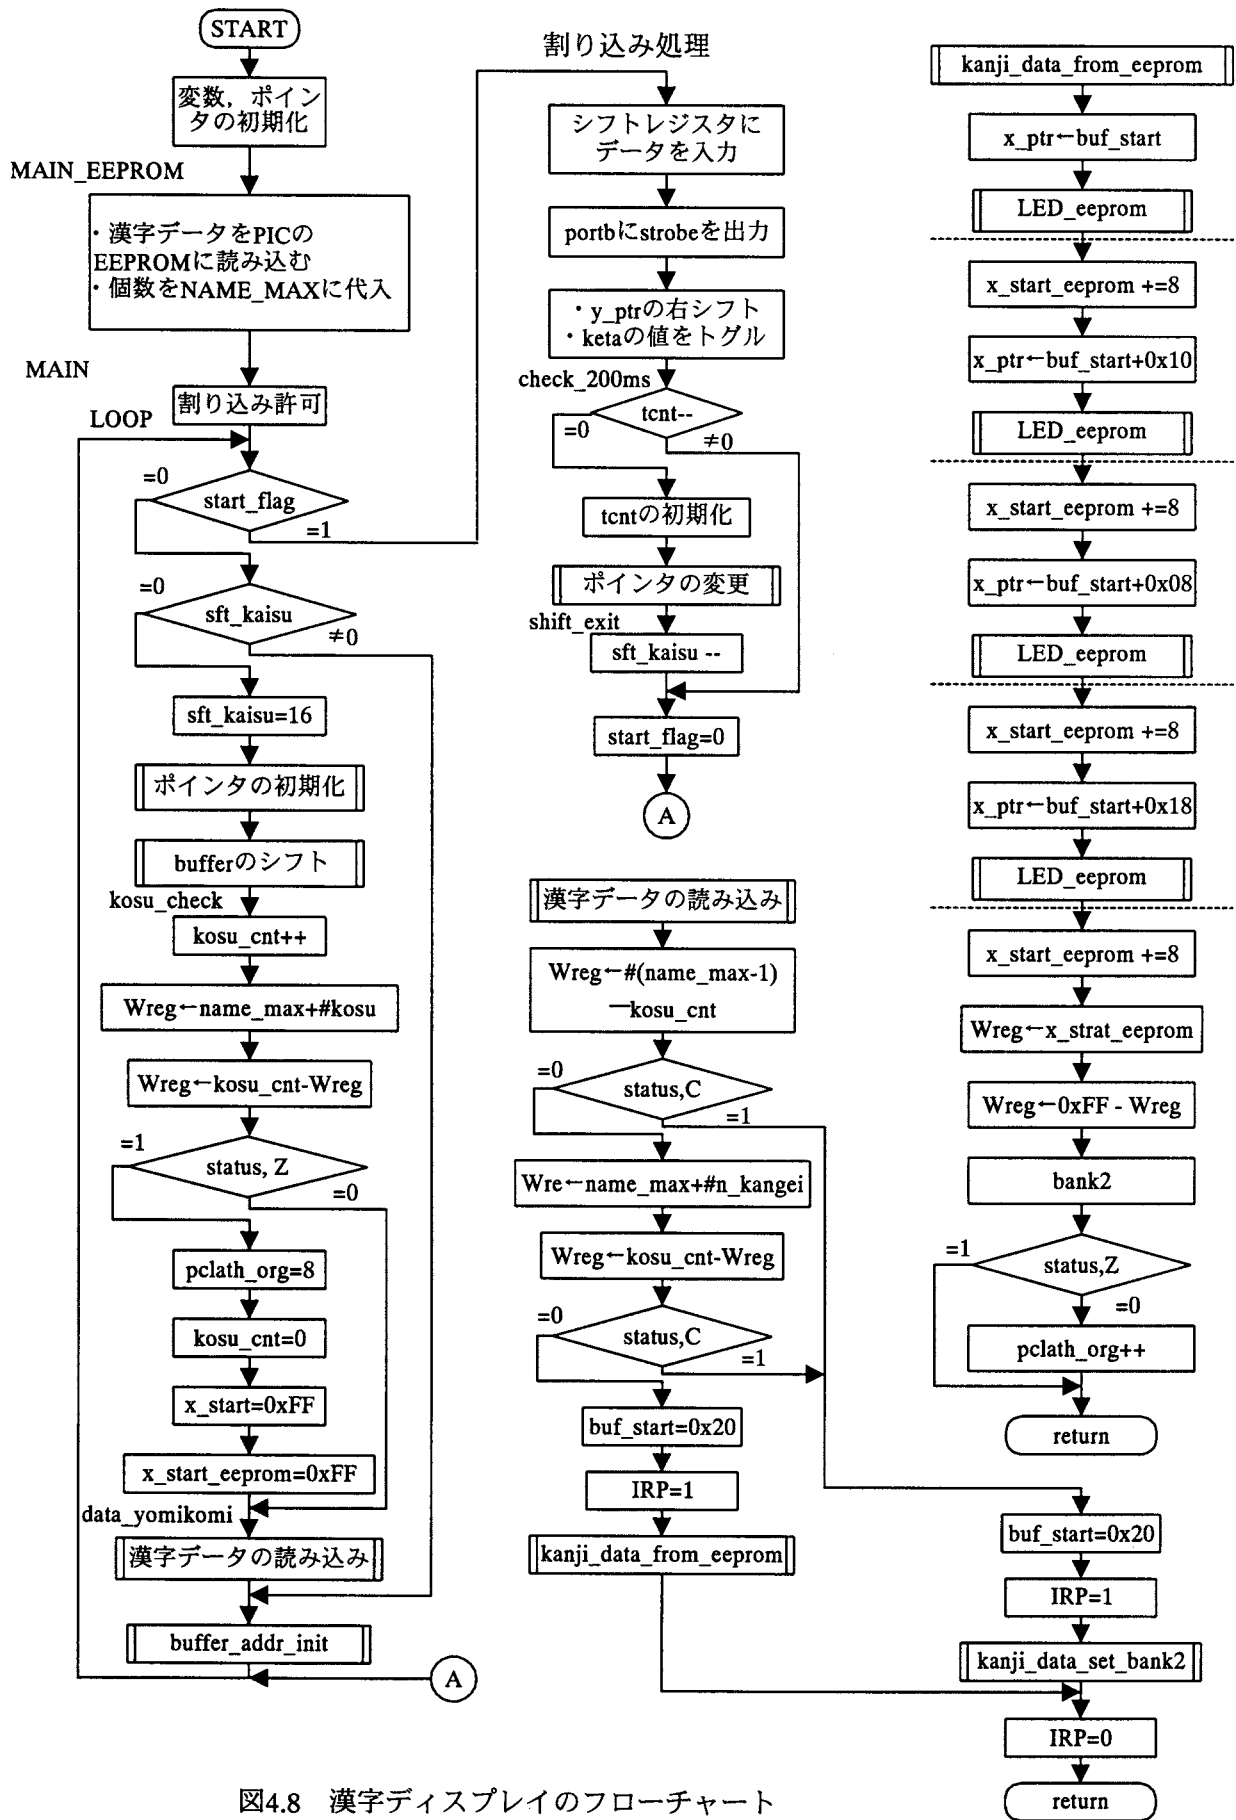 START
変数，ポイン
タの初期化
MAIN_EEPROM
・漢字データをPICの
EEPROMに読み込む
・個数をNAME_MAXに代入
MAIN
割り込み許可
LOOP
=0
start_flag
=1
=0
sft_kaisu
≠0
sft_kaisu=16
ポインタの初期化
bufferのシフト
kosu_check
kosu_cnt++
Wreg←name_max+#kosu
Wreg←kosu_cnt-Wreg
=1
status, Z
=0
pclath_org=8
kosu_cnt=0
x_start=0xFF
x_start_eeprom=0xFF
data_yomikomi
漢字データの読み込み
buffer_addr_init
A
割り込み処理
シフトレジスタに
データを入力
portbにstrobeを出力
・y_ptrの右シフト
・ketaの値をトグル
check_200ms
tcnt--
=0
≠0
tcntの初期化
ポインタの変更
shift_exit
sft_kaisu --
start_flag=0
A
漢字データの読み込み
Wreg←#(name_max-1)
—kosu_cnt
=0
status,C
=1
Wre←name_max+#n_kangei
Wreg←kosu_cnt-Wreg
=0
status,C
=1
buf_start=0x20
IRP=1
kanji_data_from_eeprom
kanji_data_from_eeprom
x_ptr←buf_start
LED_eeprom
x_start_eeprom +=8
x_ptr←buf_start+0x10
LED_eeprom
x_start_eeprom +=8
x_ptr←buf_start+0x08
LED_eeprom
x_start_eeprom +=8
x_ptr←buf_start+0x18
LED_eeprom
x_start_eeprom +=8
Wreg←x_strat_eeprom
Wreg←0xFF - Wreg
bank2
=1
status,Z
=0
pclath_org++
return
buf_start=0x20
IRP=1
kanji_data_set_bank2
IRP=0
return
図4.8 漢字ディスプレイのフローチャート